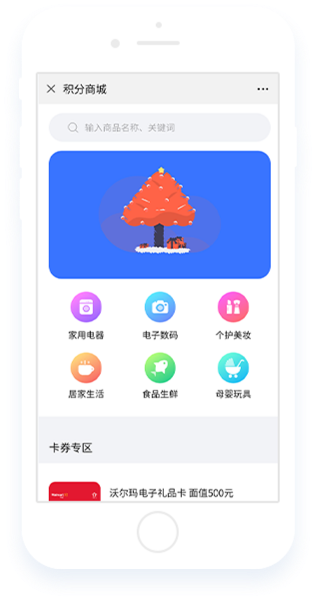 积分商城
输入商品名称、关键词
家用电器 电子数码 个护美妆
居家生活 食品生鲜 母婴玩具
卡券专区
沃尔玛电子礼品卡 面值500元